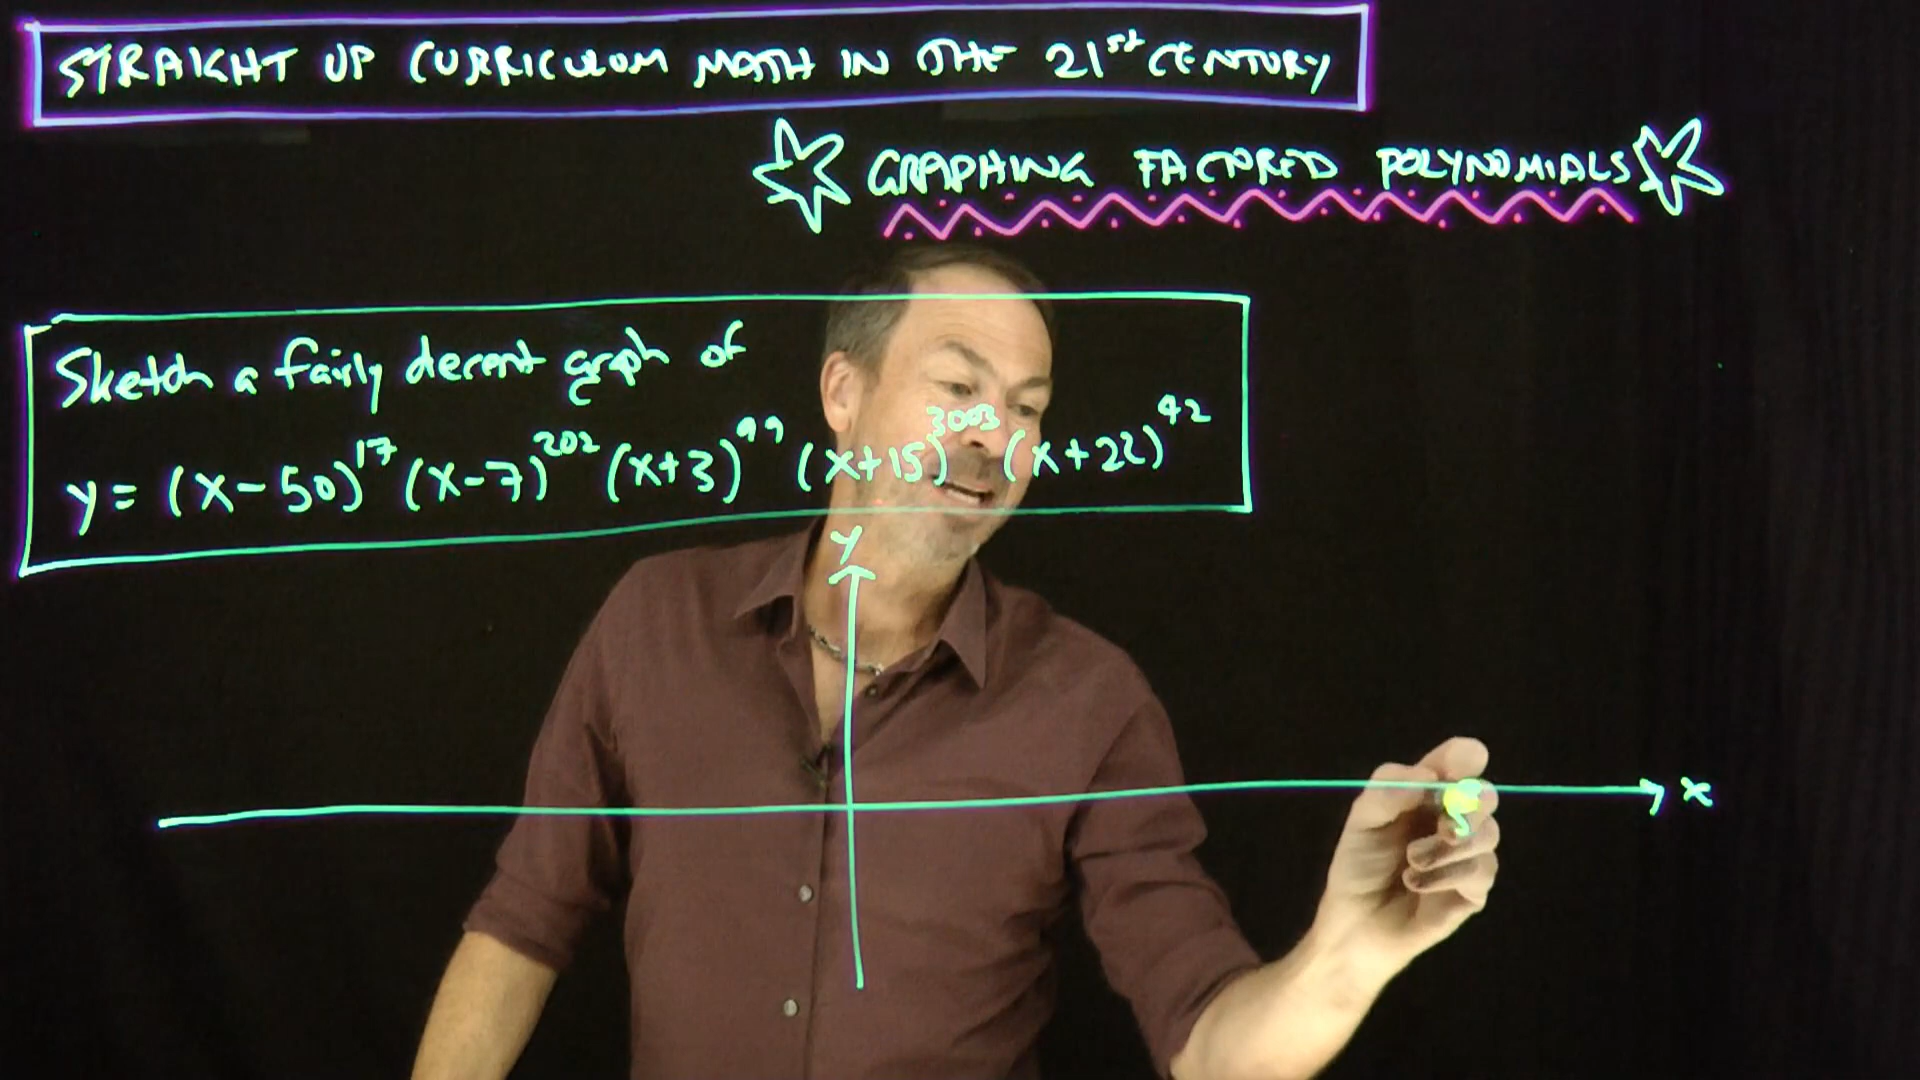 STRAIGHT UP CURRICULUM MATH IN THE 21st CENTURY
GRAPHING FACTORED POLYNOMIALS
Sketch a fairly decent graph of
y = (x-50)^17 (x-7)^202 (x+3)^99 (x+15)^3003 (x+22)^42
y
x
5